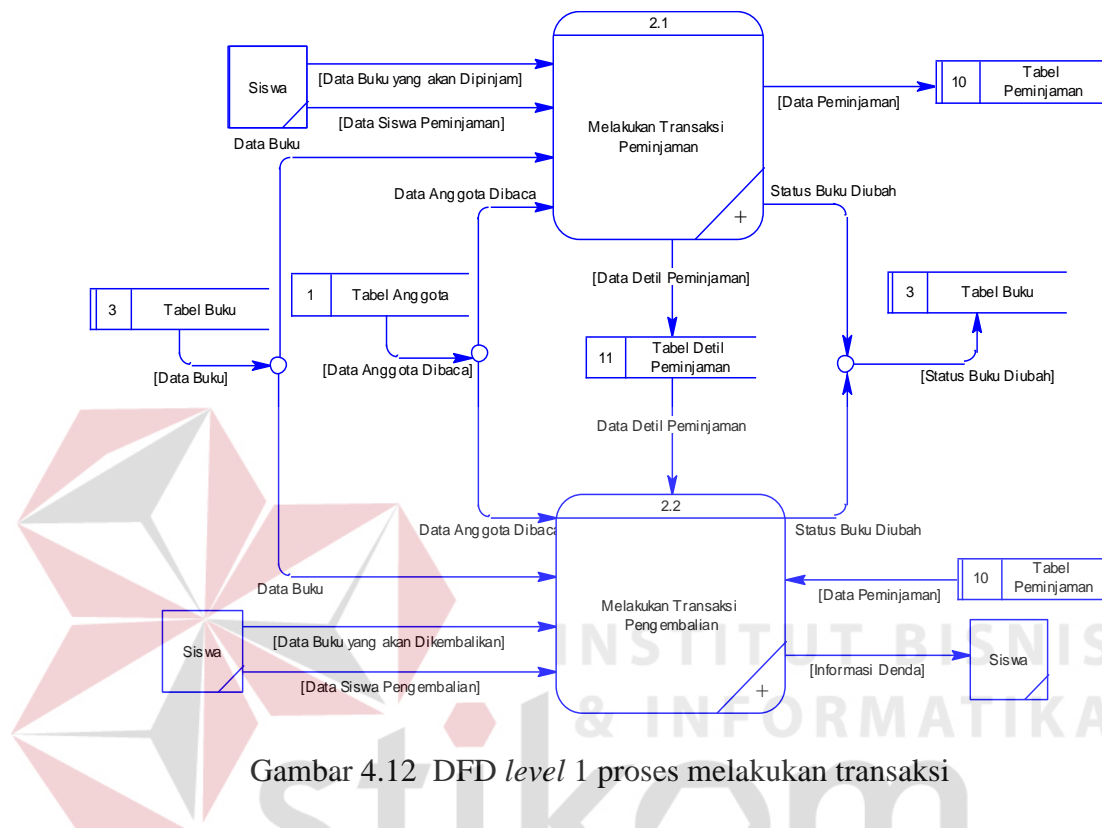 2.1
Siswa
[Data Buku yang akan Dipinjam]
[Data Siswa Peminjaman]
Data Buku
Melakukan Transaksi
Peminjaman
+
[Data Peminjaman]
10
Tabel
Peminjaman
Data Anggota Dibaca
Status Buku Diubah
[Data Detil Peminjaman]
3
Tabel Buku
1
Tabel Anggota
3
Tabel Buku
11
Tabel Detil
Peminjaman
[Data Buku]
[Data Anggota Dibaca]
[Status Buku Diubah]
Data Detil Peminjaman
2.2
Data Anggota Dibaca
Status Buku Diubah
Data Buku
[Data Peminjaman]
10
Tabel
Peminjaman
Melakukan Transaksi
Pengembalian
+
Siswa
[Data Buku yang akan Dikembalikan]
[Data Siswa Pengembalian]
[Informasi Denda]
Siswa
INSTITUT BISNIS
& INFORMATIKA
Gambar 4.12 DFD level 1 proses melakukan transaksi
stikom